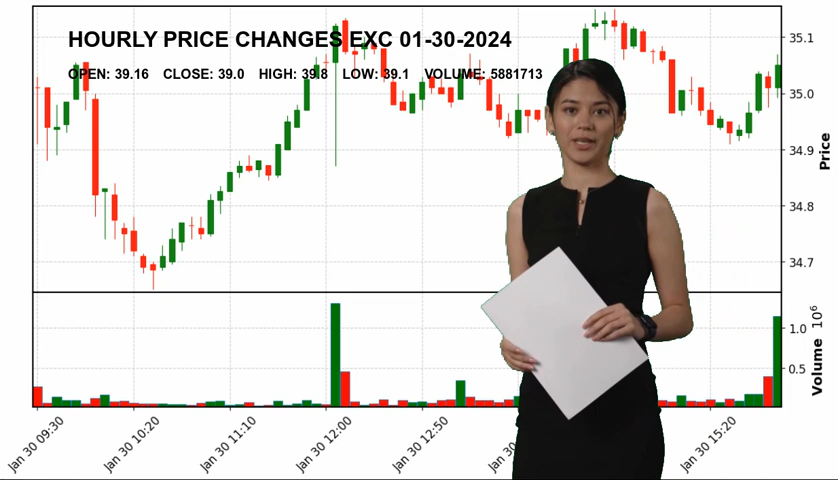 HOURLY PRICE CHANGES EXC 01-30-2024
OPEN: 39.16 CLOSE: 39.0 HIGH: 39.8 LOW: 39.1 VOLUME: 5881713
35.1
35.0
34.9
34.8
34.7
Price
1.0
0.5
Volume 10^6
Jan 30 09:30
Jan 30 10:20
Jan 30 11:10
Jan 30 12:00
Jan 30 12:50
Jan 30 15:20